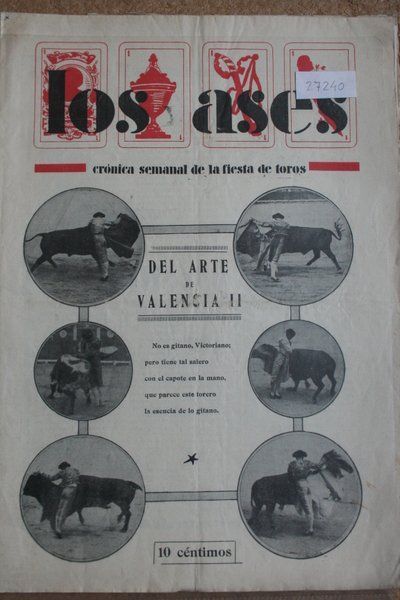 los ases
27240
crónica semanal de la fiesta de toros
DEL ARTE
DE
VALENCIA II
No es gitano, Victoriano;
pero tiene tal salero
con el capote en la mano,
que parece este torero
la esencia de lo gitano.
10 céntimos